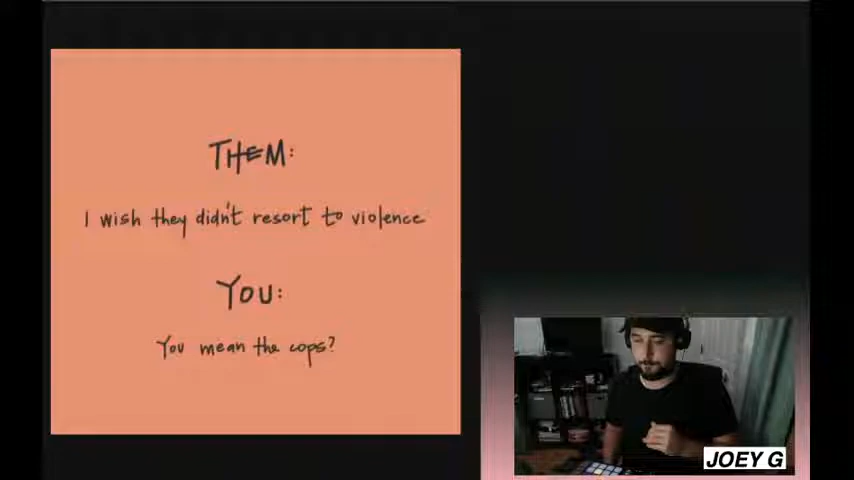 THEM:
I wish they didn't resort to violence
YOU:
You mean the cops?
JOEY G